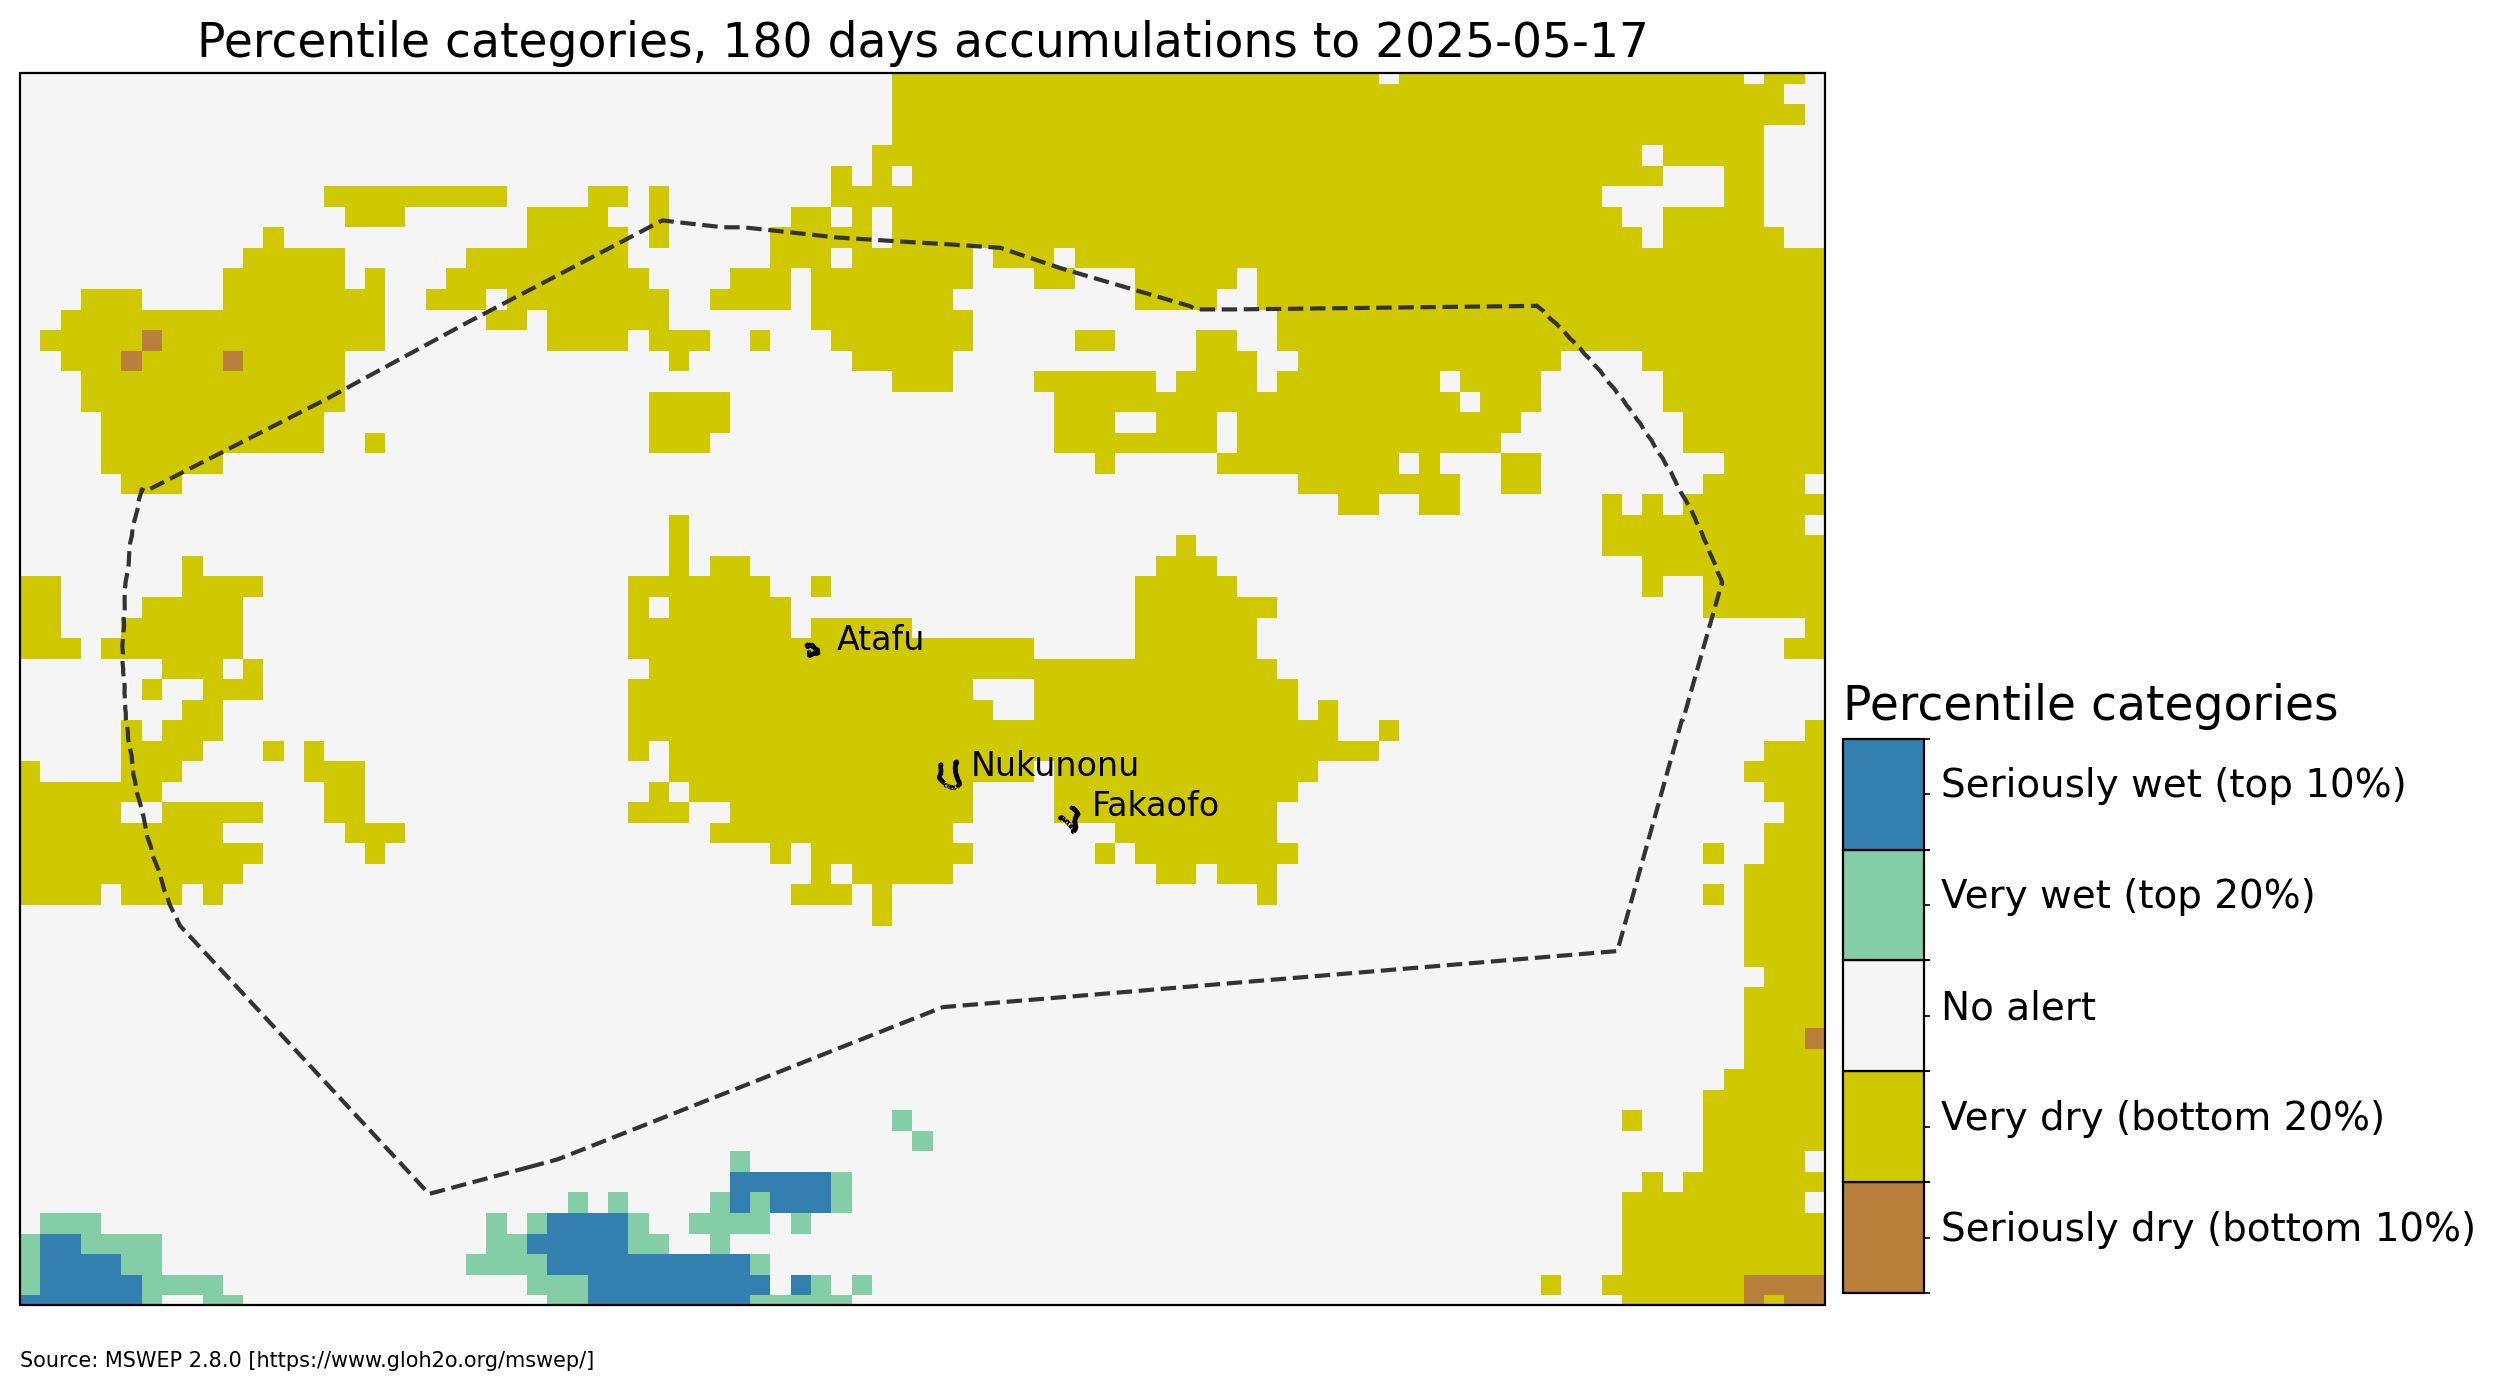 Percentile categories, 180 days accumulations to 2025-05-17
Atafu
Nukunonu
Fakaofo
Percentile categories
Seriously wet (top 10%)
Very wet (top 20%)
No alert
Very dry (bottom 20%)
Seriously dry (bottom 10%)
Source: MSWEP 2.8.0 [https://www.gloh2o.org/mswep/]